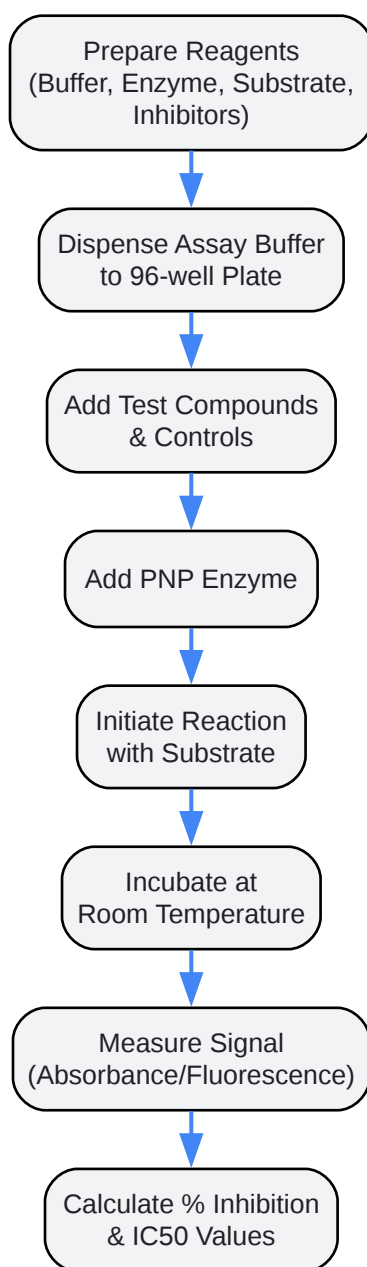 Prepare Reagents
(Buffer, Enzyme, Substrate,
Inhibitors)
Dispense Assay Buffer
to 96-well Plate
Add Test Compounds
& Controls
Add PNP Enzyme
Initiate Reaction
with Substrate
Incubate at
Room Temperature
Measure Signal
(Absorbance/Fluorescence)
Calculate % Inhibition
& IC50 Values